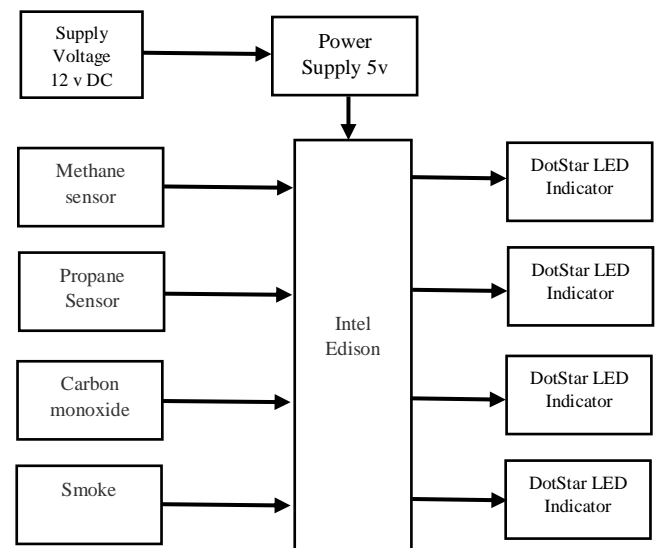 Supply
Voltage
12 v DC
Power
Supply 5v
Methane
sensor
DotStar LED
Indicator
Propane
Sensor
DotStar LED
Indicator
Intel
Edison
Carbon
monoxide
DotStar LED
Indicator
Smoke
DotStar LED
Indicator